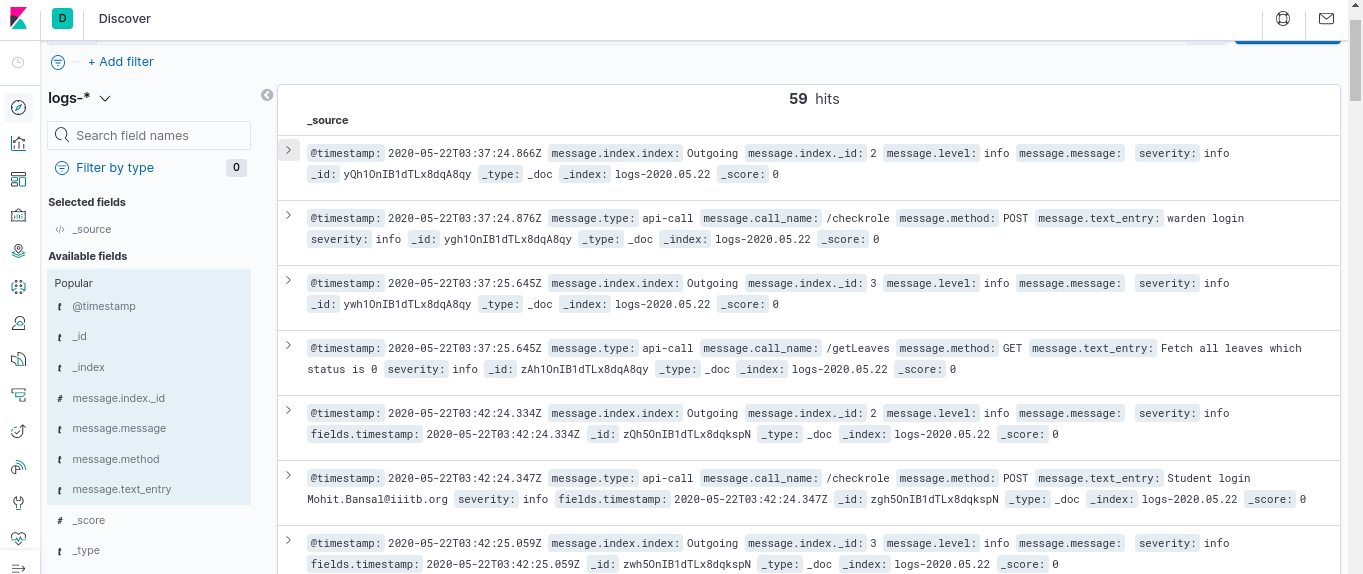 D Discover
+ Add filter
logs-*
59 hits
_source
Search field names
Filter by type 0
Selected fields
_source
Available fields
Popular
t @timestamp
t _id
t _index
# message.index._id
t message.message
t message.method
t message.text_entry
# _score
t _type
@timestamp: 2020-05-22T03:37:24.866Z message.index.index: Outgoing message.index._id: 2 message.level: info message.message: severity: info
_id: yQh1OnIB1dTLx8dqA8qy _type: _doc _index: logs-2020.05.22 _score: 0
@timestamp: 2020-05-22T03:37:24.876Z message.type: api-call message.call_name: /checkrole message.method: POST message.text_entry: warden login
severity: info _id: ygh1OnIB1dTLx8dqA8qy _type: _doc _index: logs-2020.05.22 _score: 0
@timestamp: 2020-05-22T03:37:25.645Z message.index.index: Outgoing message.index._id: 3 message.level: info message.message: severity: info
_id: ywh1OnIB1dTLx8dqA8qy _type: _doc _index: logs-2020.05.22 _score: 0
@timestamp: 2020-05-22T03:37:25.645Z message.type: api-call message.call_name: /getLeaves message.method: GET message.text_entry: Fetch all leaves which
status is 0 severity: info _id: zAh1OnIB1dTLx8dqA8qy _type: _doc _index: logs-2020.05.22 _score: 0
@timestamp: 2020-05-22T03:42:24.334Z message.index.index: Outgoing message.index._id: 2 message.level: info message.message: severity: info
fields.timestamp: 2020-05-22T03:42:24.334Z _id: zQh5OnIB1dTLx8dqkspN _type: _doc _index: logs-2020.05.22 _score: 0
@timestamp: 2020-05-22T03:42:24.347Z message.type: api-call message.call_name: /checkrole message.method: POST message.text_entry: Student login
Mohit.Bansal@iiitb.org severity: info fields.timestamp: 2020-05-22T03:42:24.347Z _id: zgh5OnIB1dTLx8dqkspN _type: _doc _index: logs-2020.05.22 _score: 0
@timestamp: 2020-05-22T03:42:25.059Z message.index.index: Outgoing message.index._id: 3 message.level: info message.message: severity: info
fields.timestamp: 2020-05-22T03:42:25.059Z _id: zwh5OnIB1dTLx8dqkspN _type: _doc _index: logs-2020.05.22 _score: 0